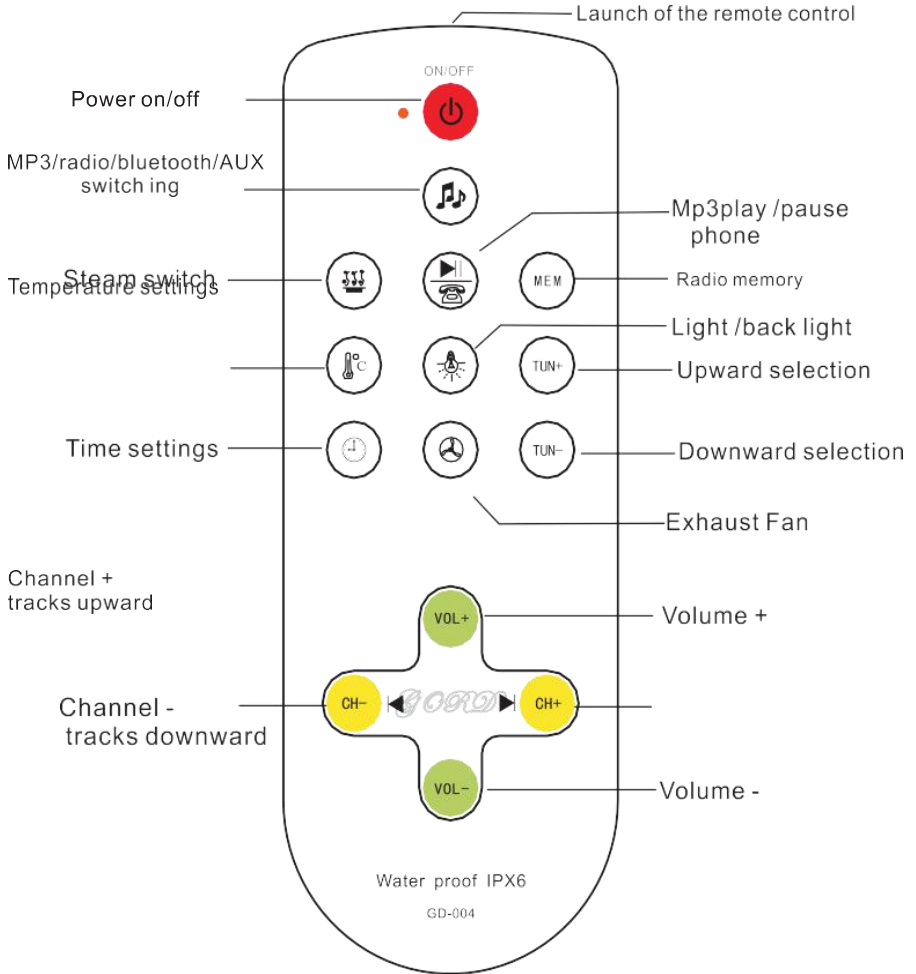 Launch of the remote control
ON/OFF
Power on/off
MP3/radio/bluetooth/AUX
switch ing
Mp3play /pause
phone
Steam switch
Temperature settings
MEM
Radio memory
Light /back light
°C
TUN+
Upward selection
Time settings
TUN-
Downward selection
Exhaust Fan
Channel +
tracks upward
VOL+
Volume +
CH-
GORD
CH+
Channel -
tracks downward
VOL-
Volume -
Water proof IPX6
GD-004